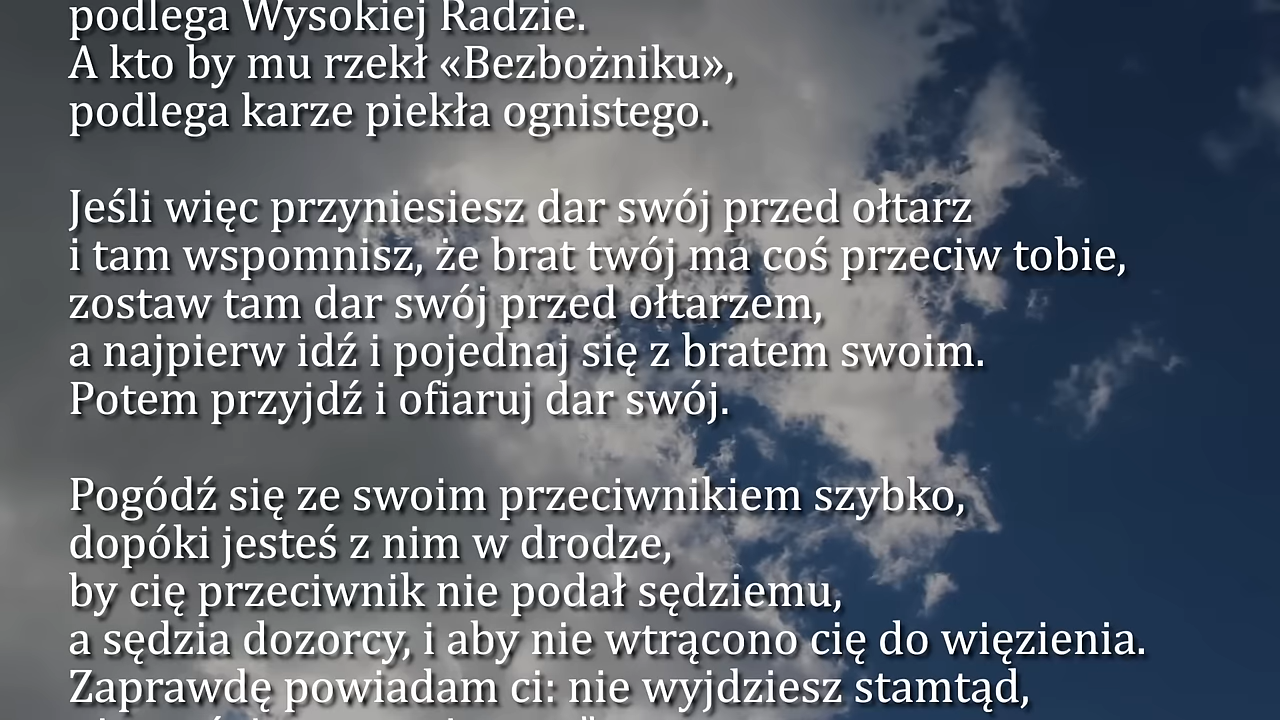 podlega Wysokiej Radzie.
A kto by mu rzekł «Bezbożniku»,
podlega karze piekła ognistego.
Jeśli więc przyniesiesz dar swój przed ołtarz
i tam wspomnisz, że brat twój ma coś przeciw tobie,
zostaw tam dar swój przed ołtarzem,
a najpierw idź i pojednaj się z bratem swoim.
Potem przyjdź i ofiaruj dar swój.
Pogódź się ze swoim przeciwnikiem szybko,
dopóki jesteś z nim w drodze,
by cię przeciwnik nie podał sędziemu,
a sędzia dozorcy, i aby nie wtrącono cię do więzienia.
Zaprawdę powiadam ci: nie wyjdziesz stamtąd,